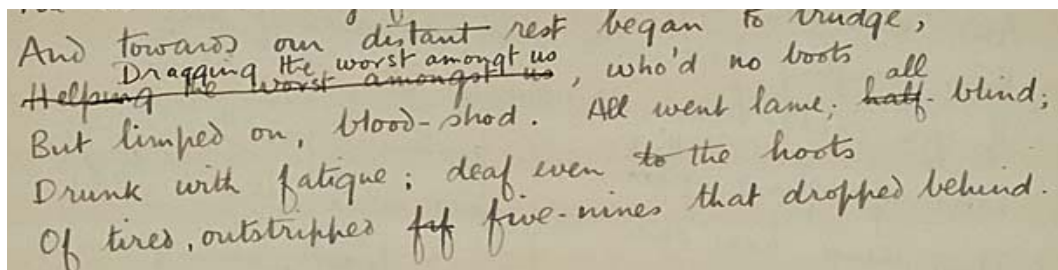 And towards our distant rest began to trudge,
Dragging the worst amongt us
Helping the worst amongst us, who'd no boots
all
But limped on, blood-shod. All went lame; half-blind;
Drunk with fatigue; deaf even to the hoots
Of tired, outstripped fif five-nines that dropped behind.